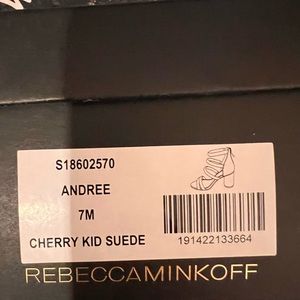 S18602570
ANDREE
7M
CHERRY KID SUEDE
191422133664
REBECCAMINKOFF